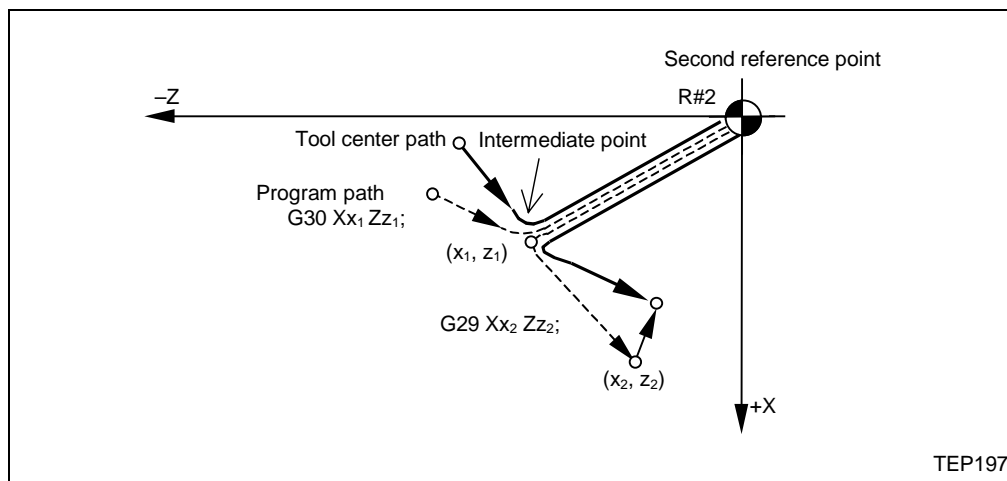 Second reference point
R#2
–Z
Tool center path
Intermediate point
Program path
G30 Xx₁ Zz₁;
(x₁, z₁)
G29 Xx₂ Zz₂;
(x₂, z₂)
+X
TEP197